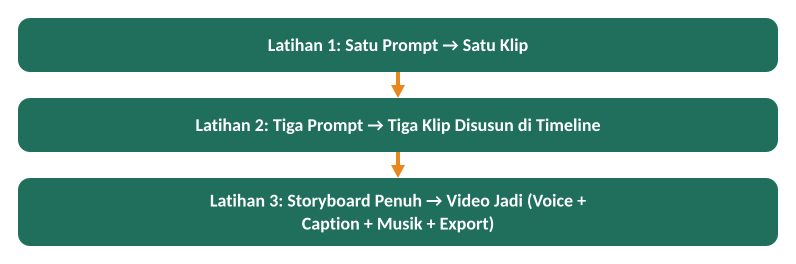 Latihan 1: Satu Prompt → Satu Klip
Latihan 2: Tiga Prompt → Tiga Klip Disusun di Timeline
Latihan 3: Storyboard Penuh → Video Jadi (Voice +
Caption + Musik + Export)